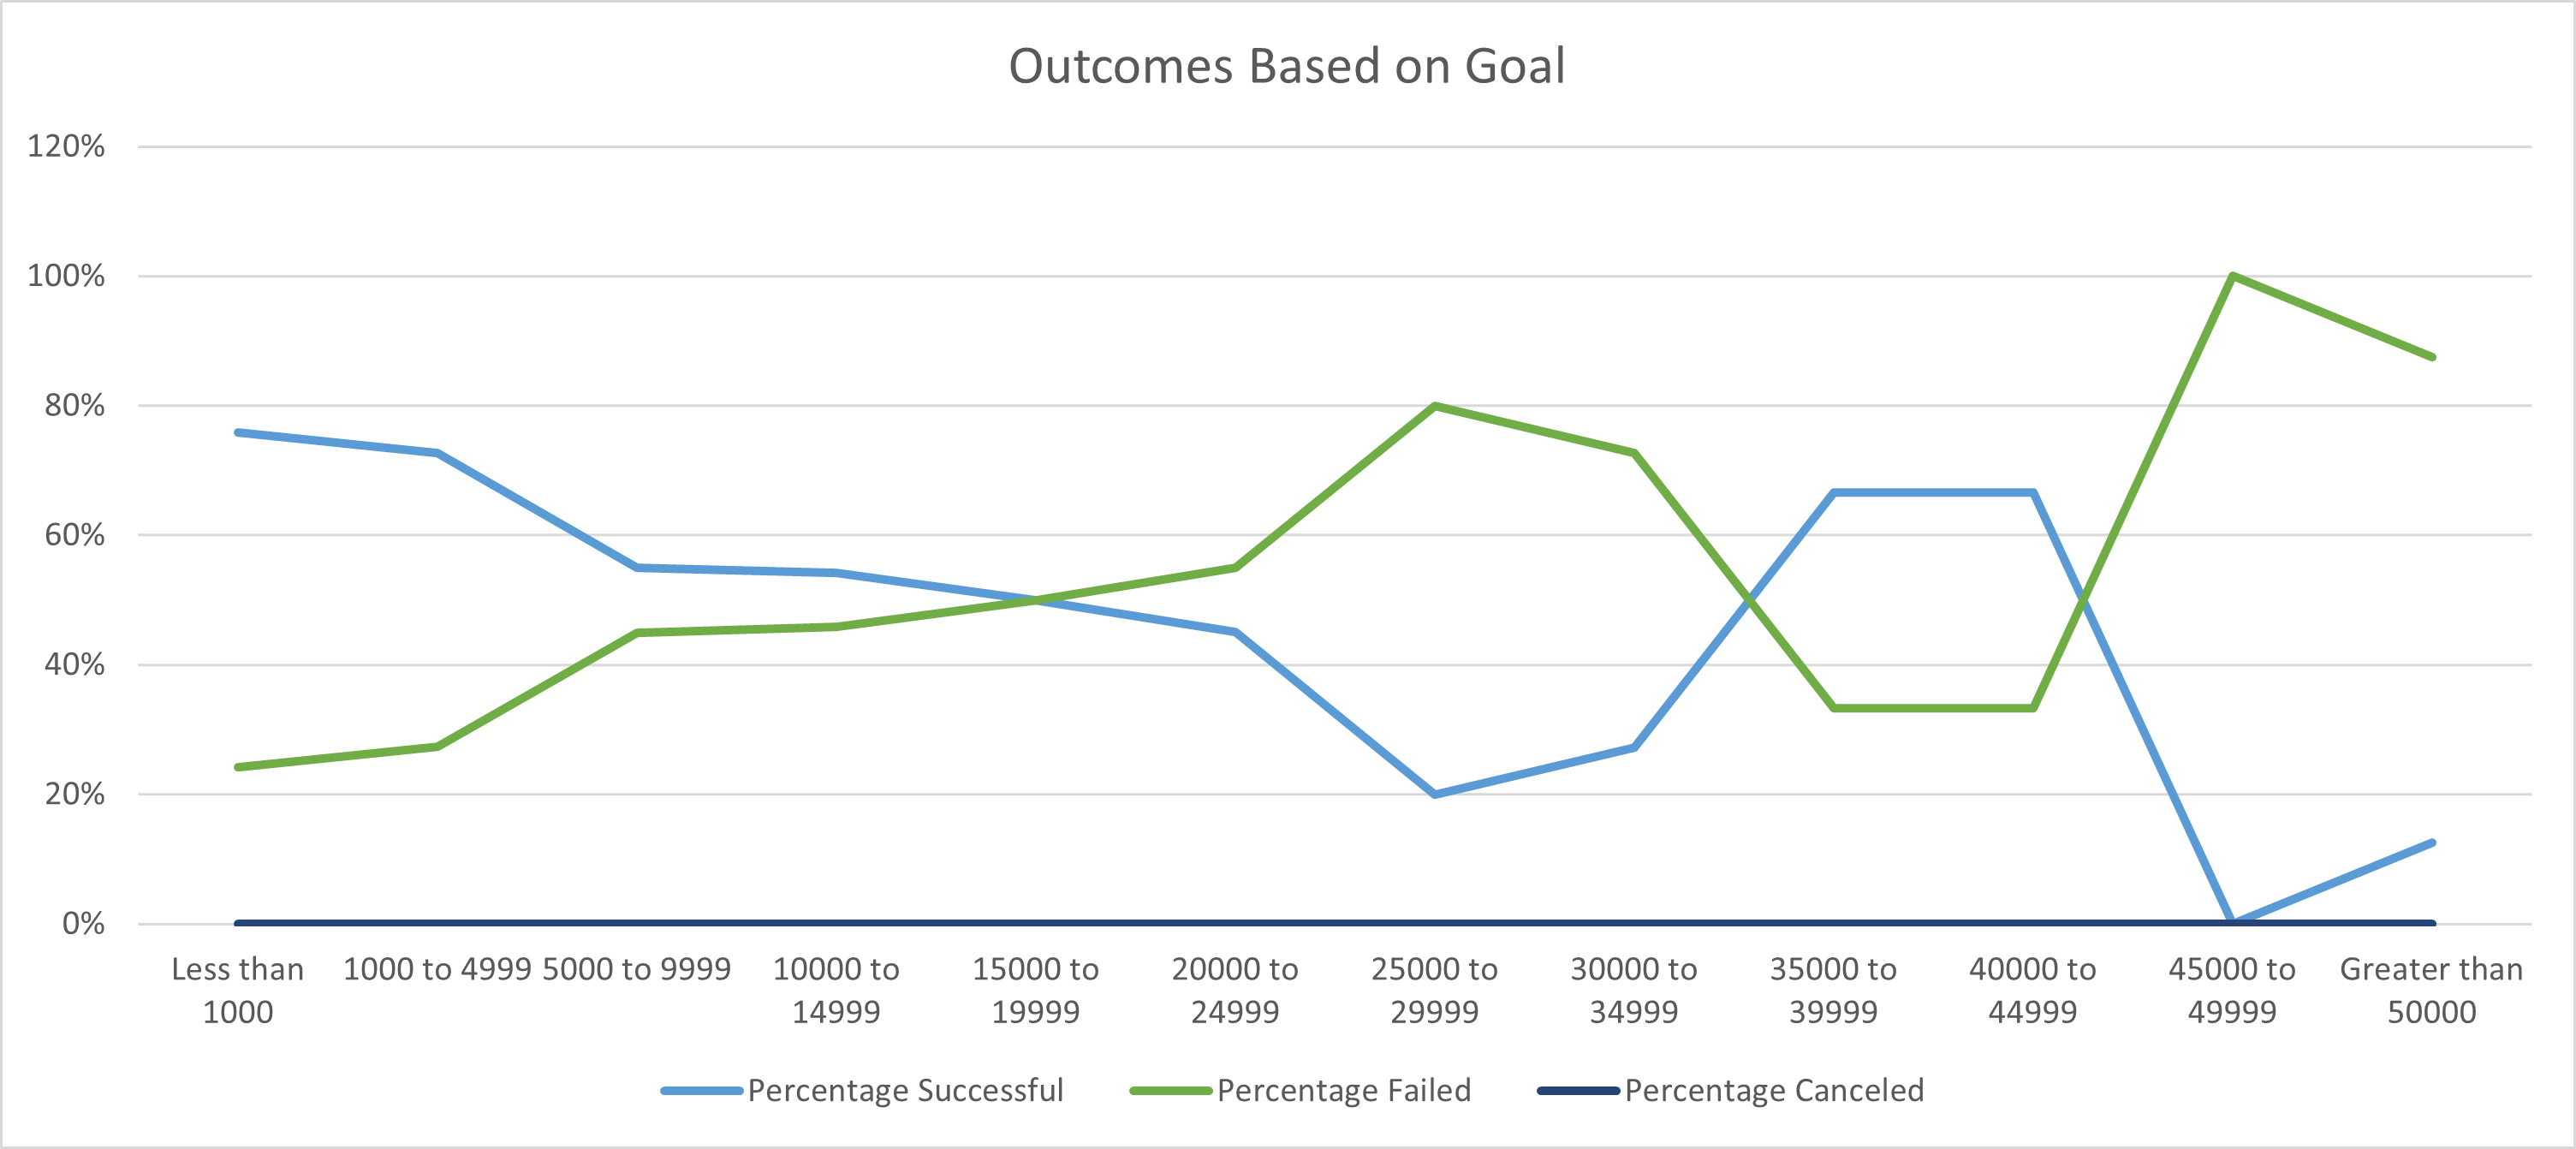 Outcomes Based on Goal
120%
100%
80%
60%
40%
20%
0%
Less than
1000
1000 to 4999
5000 to 9999
10000 to
14999
15000 to
19999
20000 to
24999
25000 to
29999
30000 to
34999
35000 to
39999
40000 to
44999
45000 to
49999
Greater than
50000
Percentage Successful
Percentage Failed
Percentage Canceled